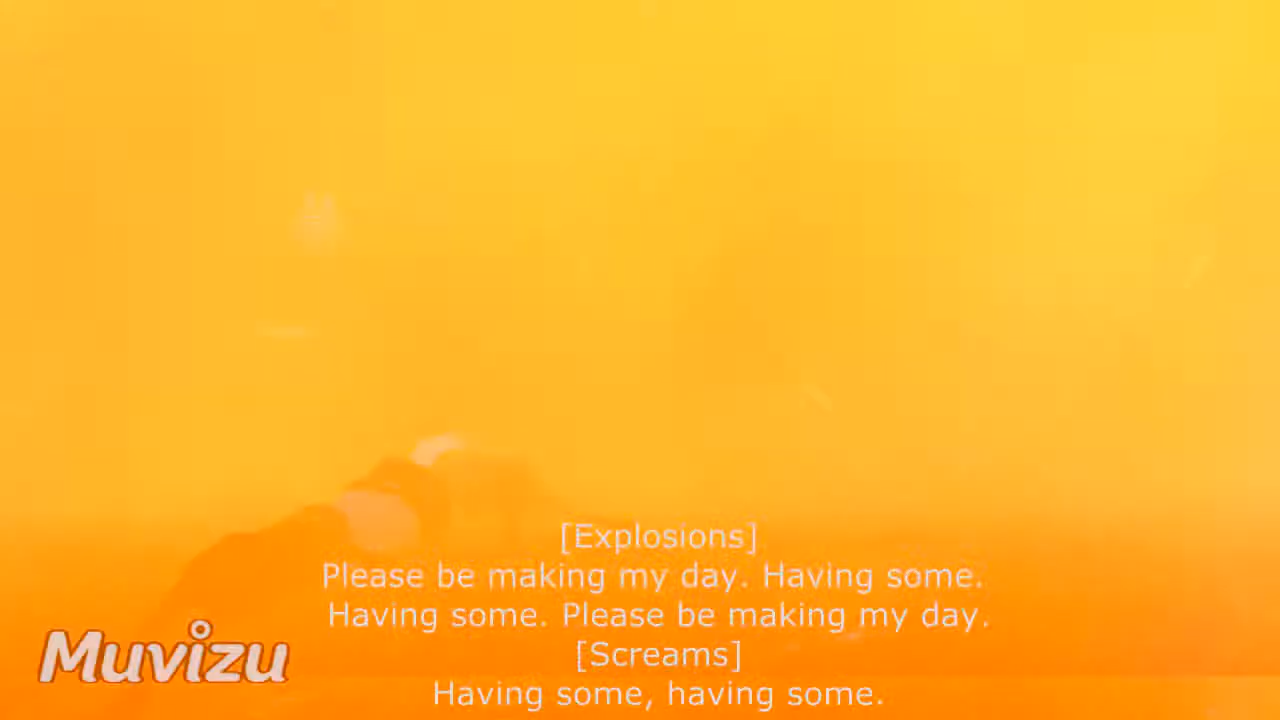 [Explosions]
Please be making my day. Having some.
Having some. Please be making my day.
[Screams]
Having some, having some.
Muvizu